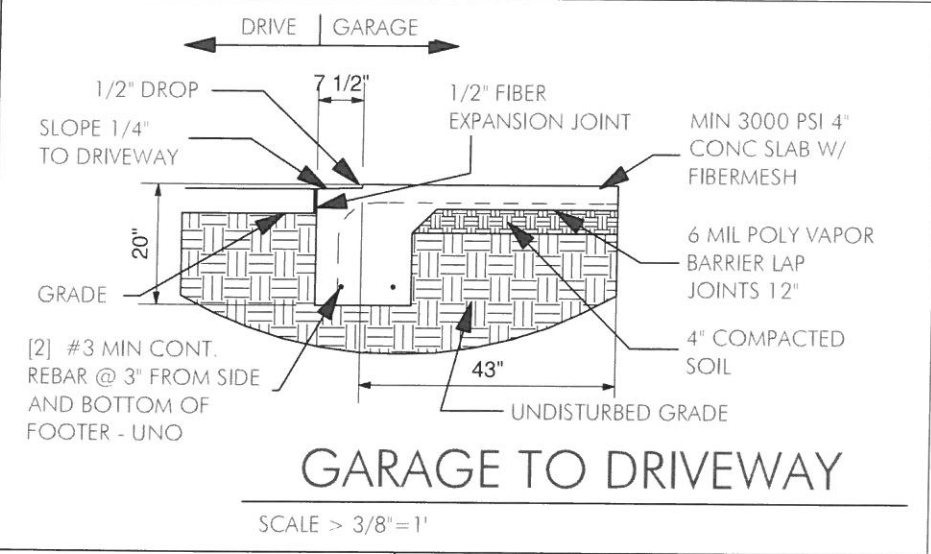 DRIVE GARAGE
7 1/2"
1/2" DROP
SLOPE 1/4"
TO DRIVEWAY
1/2" FIBER
EXPANSION JOINT
MIN 3000 PSI 4"
CONC SLAB W/
FIBERMESH
20"
GRADE
6 MIL POLY VAPOR
BARRIER LAP
JOINTS 12"
4" COMPACTED
SOIL
[2] #3 MIN CONT.
REBAR @ 3" FROM SIDE
AND BOTTOM OF
FOOTER - UNO
43"
UNDISTURBED GRADE
GARAGE TO DRIVEWAY
SCALE > 3/8"=1'